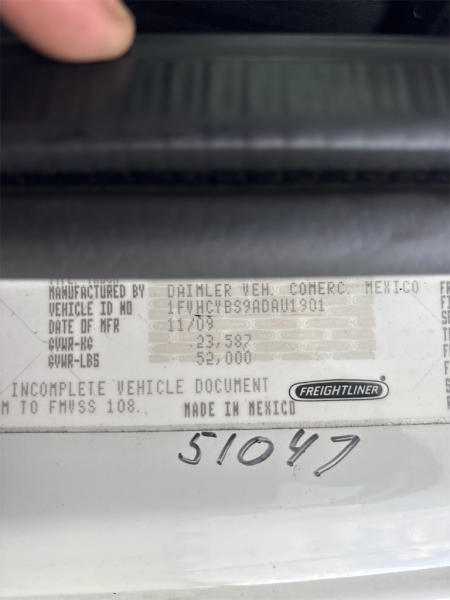 MANUFACTURED BY DAIMLER VEH. COMERC. MEXICO
VEHICLE ID NO 1FVHCYBS9ADAU1901
DATE OF MFR 11/09
GVWR-KG 23,587
GVWR-LBS 52,000
INCOMPLETE VEHICLE DOCUMENT FREIGHTLINER
M TO FMVSS 108. MADE IN MEXICO
51047